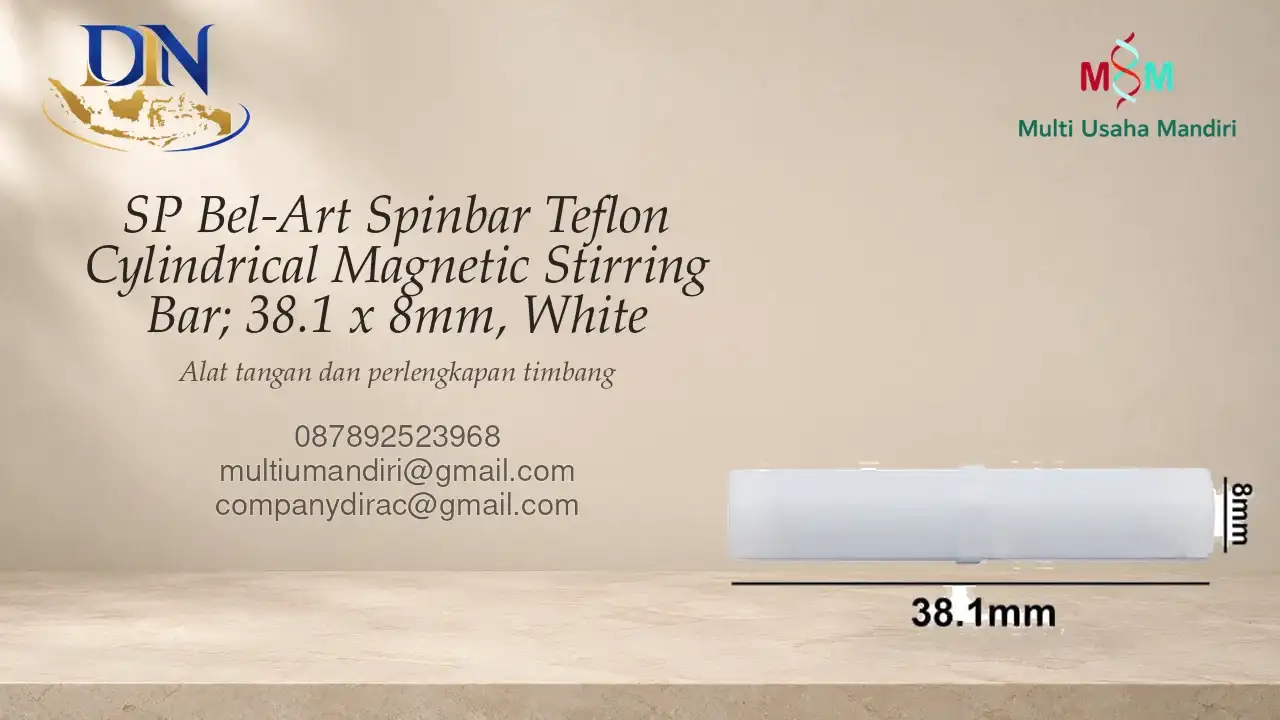 DN
M M
Multi Usaha Mandiri
SP Bel-Art Spinbar Teflon
Cylindrical Magnetic Stirring
Bar; 38.1 x 8mm, White
Alat tangan dan perlengkapan timbang
087892523968
multiumandiri@gmail.com
companydirac@gmail.com
8mm
38.1mm